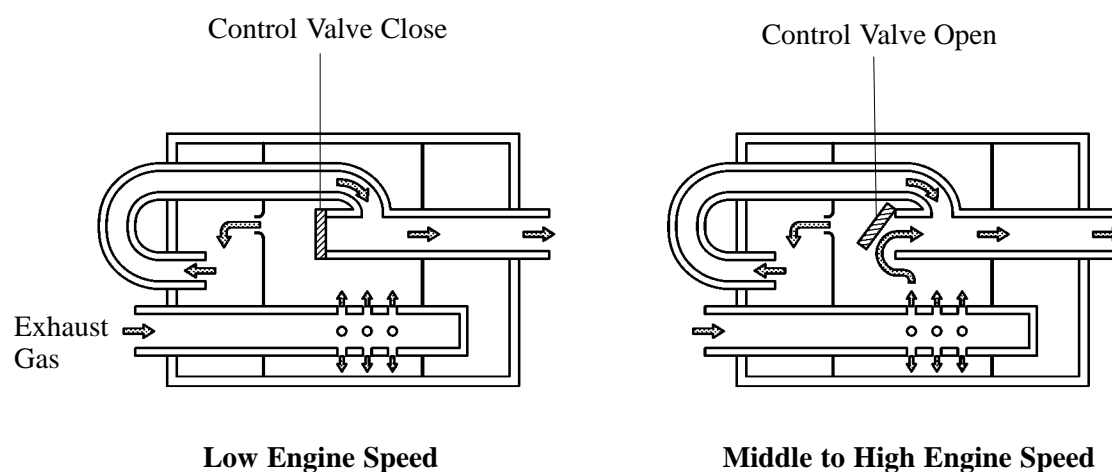 Control Valve Close
Control Valve Open
Exhaust
Gas
Low Engine Speed
Middle to High Engine Speed